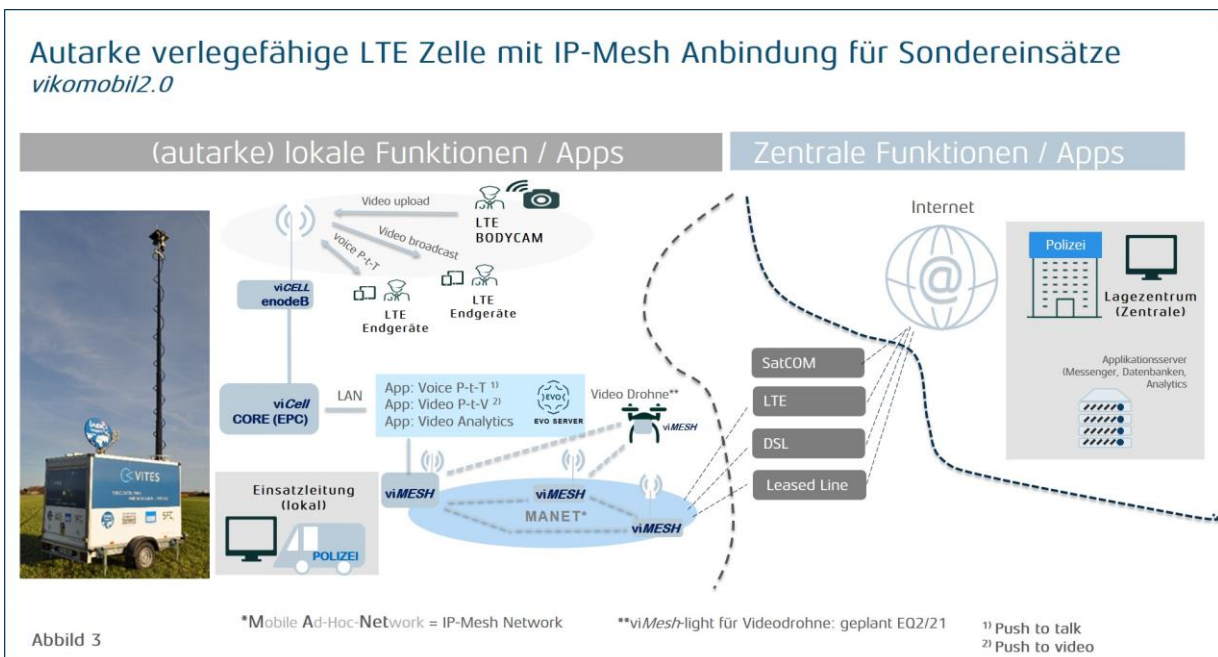 Autarke verlegefähige LTE Zelle mit IP-Mesh Anbindung für Sondereinsätze
vikomobil2.0
(autarke) lokale Funktionen / Apps
Zentrale Funktionen / Apps
Video upload
LTE
BODYCAM
Video broadcast
voice P-t-T
LTE
Endgeräte
LTE
Endgeräte
viCELL
enodeB
viCell
CORE (EPC)
LAN
App: Voice P-t-T 1)
App: Video P-t-V 2)
App: Video Analytics
EVO
EVO SERVER
Video Drohne**
viMESH
viMESH
viMESH
viMESH
MANET*
Einsatzleitung
(lokal)
POLIZEI
VITES
Internet
@
SatCOM
LTE
DSL
Leased Line
Polizei
Lagezentrum
(Zentrale)
Applikationsserver
(Messenger, Datenbanken,
Analytics
*Mobile Ad-Hoc-Network = IP-Mesh Network
**viMesh-light für Videodrohne: geplant EQ2/21
1) Push to talk
2) Push to video
Abbild 3